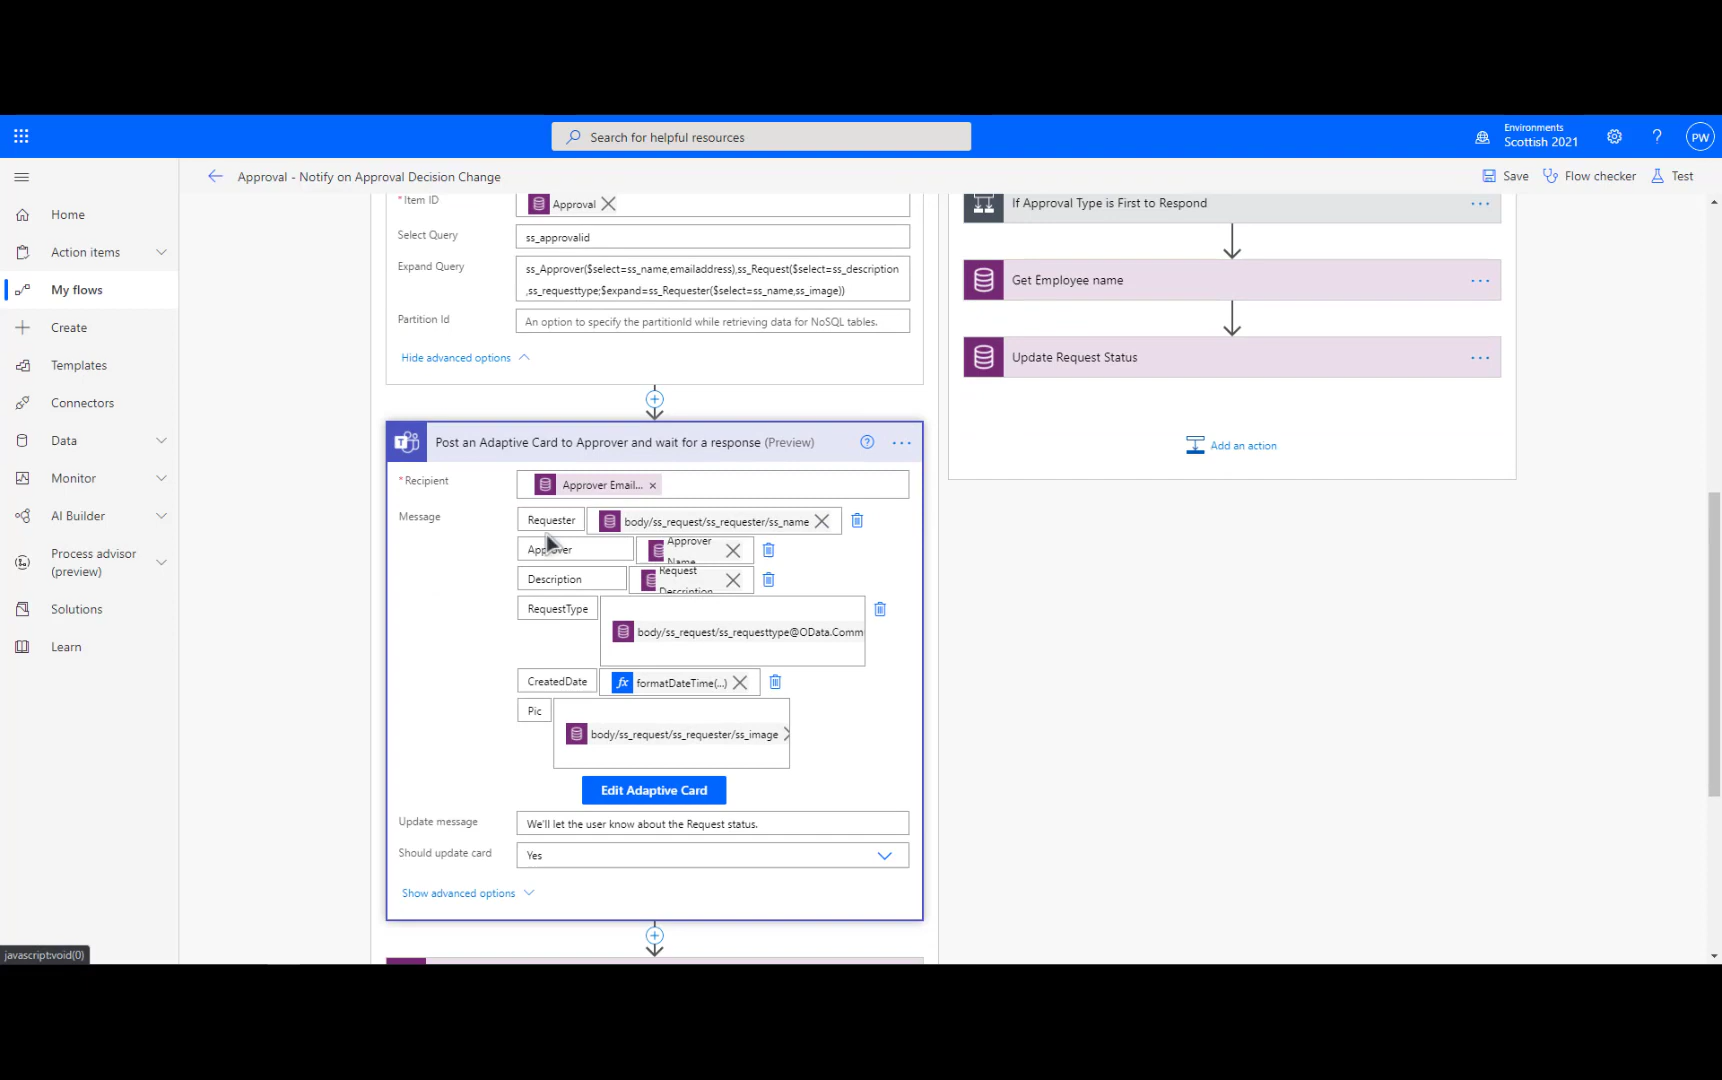 Search for helpful resources
Environments
Scottish 2021
PW
Approval - Notify on Approval Decision Change
Save
Flow checker
Test
Home
Action items
My flows
Create
Templates
Connectors
Data
Monitor
AI Builder
Process advisor
(preview)
Solutions
Learn
* Item ID
Approval
Select Query
ss_approvalid
Expand Query
ss_Approver($select=ss_name,emailaddress),ss_Request($select=ss_description
,ss_requesttype;$expand=ss_Requester($select=ss_name,ss_image))
Partition Id
An option to specify the partitionId while retrieving data for NoSQL tables.
Hide advanced options
Post an Adaptive Card to Approver and wait for a response (Preview)
* Recipient
Approver Email...
Message
Requester
body/ss_request/ss_requester/ss_name
Approver
Approver
Name
Description
Request
Description
RequestType
body/ss_request/ss_requesttype@OData.Comm
CreatedDate
fx
formatDateTime(...)
Pic
body/ss_request/ss_requester/ss_image
Edit Adaptive Card
Update message
We'll let the user know about the Request status.
Should update card
Yes
Show advanced options
If Approval Type is First to Respond
Get Employee name
Update Request Status
Add an action
javascript:void(0)